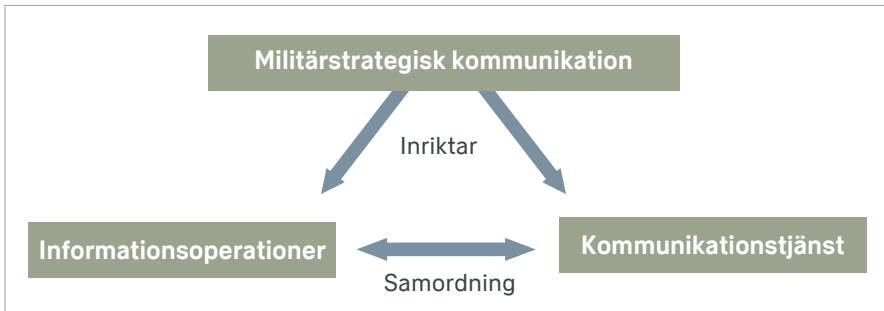 Militärstrategisk kommunikation
Inriktar
Informationsoperationer
Kommunikationstjänst
Samordning